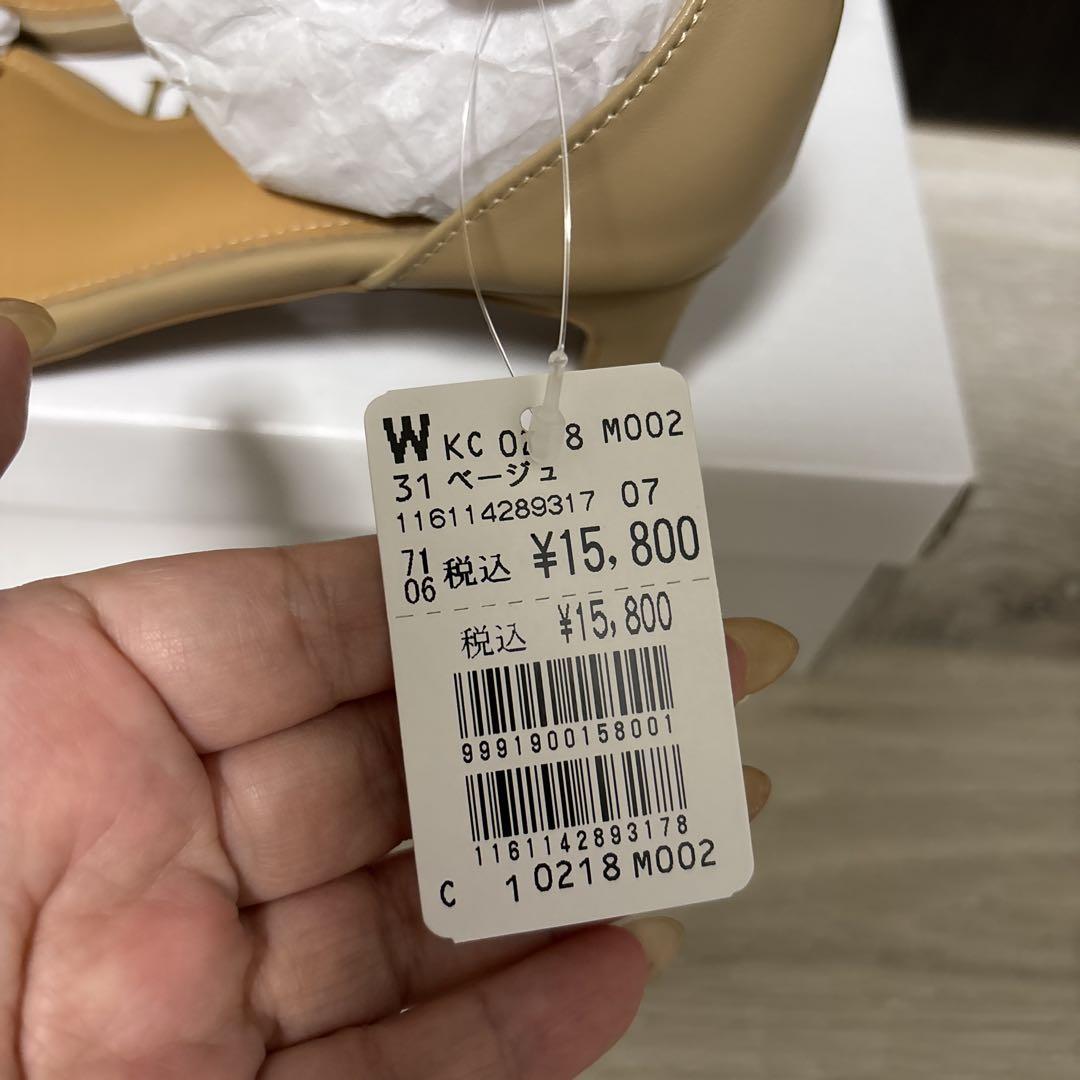 W KC 02 8 M002
31 ベージュ
116114289317 07
71
06 税込 ¥15,800
税込 ¥15,800
9991900158001
1161142893178
C 10218 M002